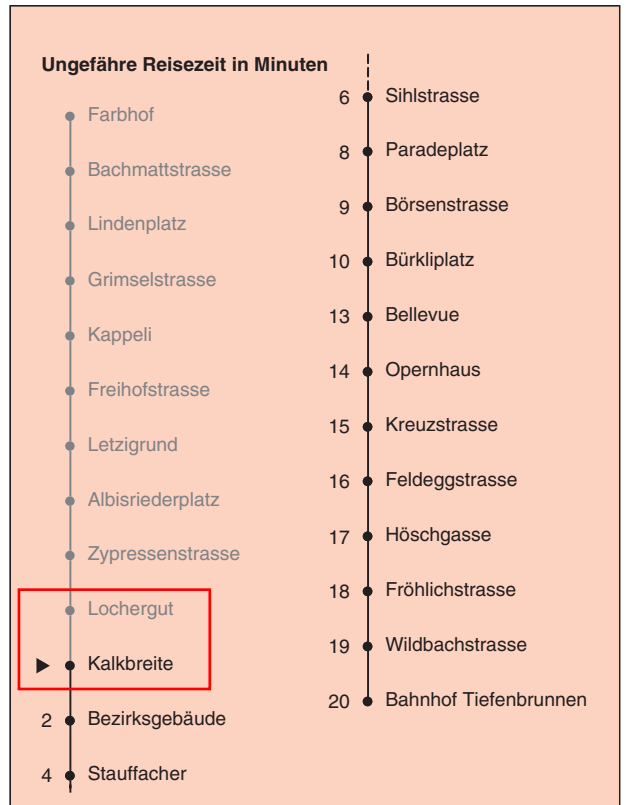 Ungefähre Reisezeit in Minuten
Farbhof
Bachmattstrasse
Lindenplatz
Grimselstrasse
Kappeli
Freihofstrasse
Letzigrund
Albisriederplatz
Zypressenstrasse
Lochergut
Kalkbreite
2 Bezirksgebäude
4 Stauffacher
6 Sihlstrasse
8 Paradeplatz
9 Börsenstrasse
10 Bürkliplatz
13 Bellevue
14 Opernhaus
15 Kreuzstrasse
16 Feldeggstrasse
17 Höschgasse
18 Fröhlichstrasse
19 Wildbachstrasse
20 Bahnhof Tiefenbrunnen